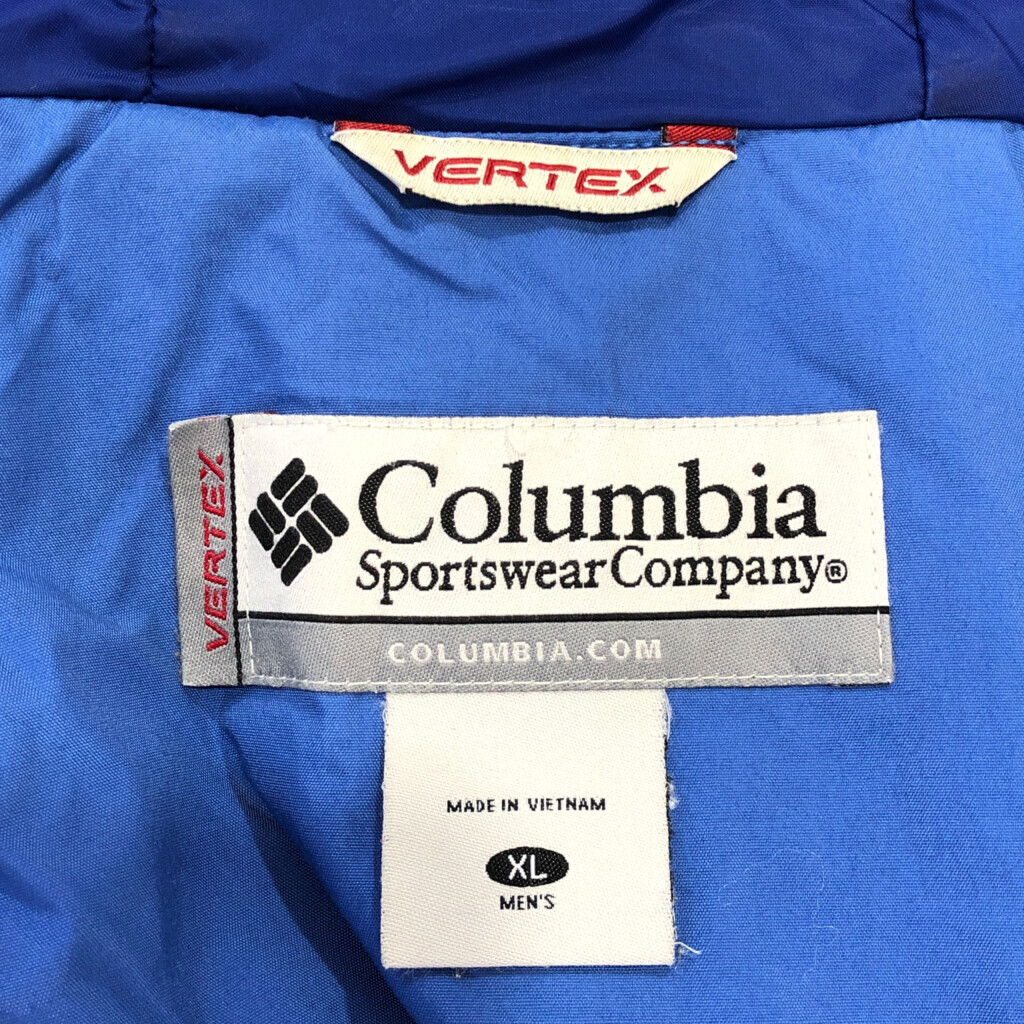 VERTEX
VERTEX
Columbia
Sportswear Company®
COLUMBIA.COM
MADE IN VIETNAM
XL
MEN'S